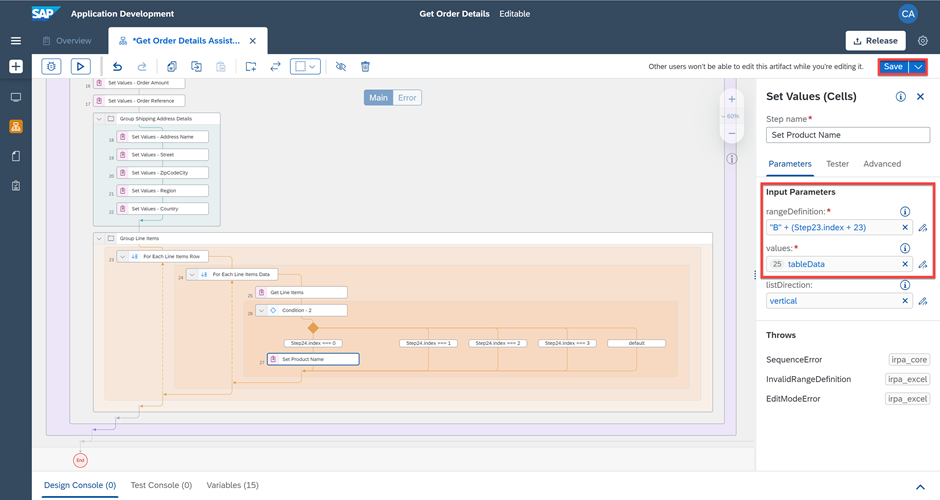 SAP Application Development
Get Order Details Editable
CA
Overview
*Get Order Details Assist...
Release
Other users won't be able to edit this artifact while you're editing it.
Save
16 Set Values - Order Amount
17 Set Values - Order Reference
Main Error
60%
Group Shipping Address Details
18 Set Values - Address Name
19 Set Values - Street
20 Set Values - ZipCodeCity
21 Set Values - Region
22 Set Values - Country
Group Line Items
23 For Each Line Items Row
24 For Each Line Items Data
25 Get Line Items
26 Condition - 2
Step24.index === 0
Step24.index === 1
Step24.index === 2
Step24.index === 3
default
27 Set Product Name
End
Set Values (Cells)
Step name*
Set Product Name
Parameters Tester Advanced
Input Parameters
rangeDefinition:*
"B" + (Step23.index + 23)
values:*
25 tableData
listDirection:
vertical
Throws
SequenceError irpa_core
InvalidRangeDefinition irpa_excel
EditModeError irpa_excel
Design Console (0) Test Console (0) Variables (15)